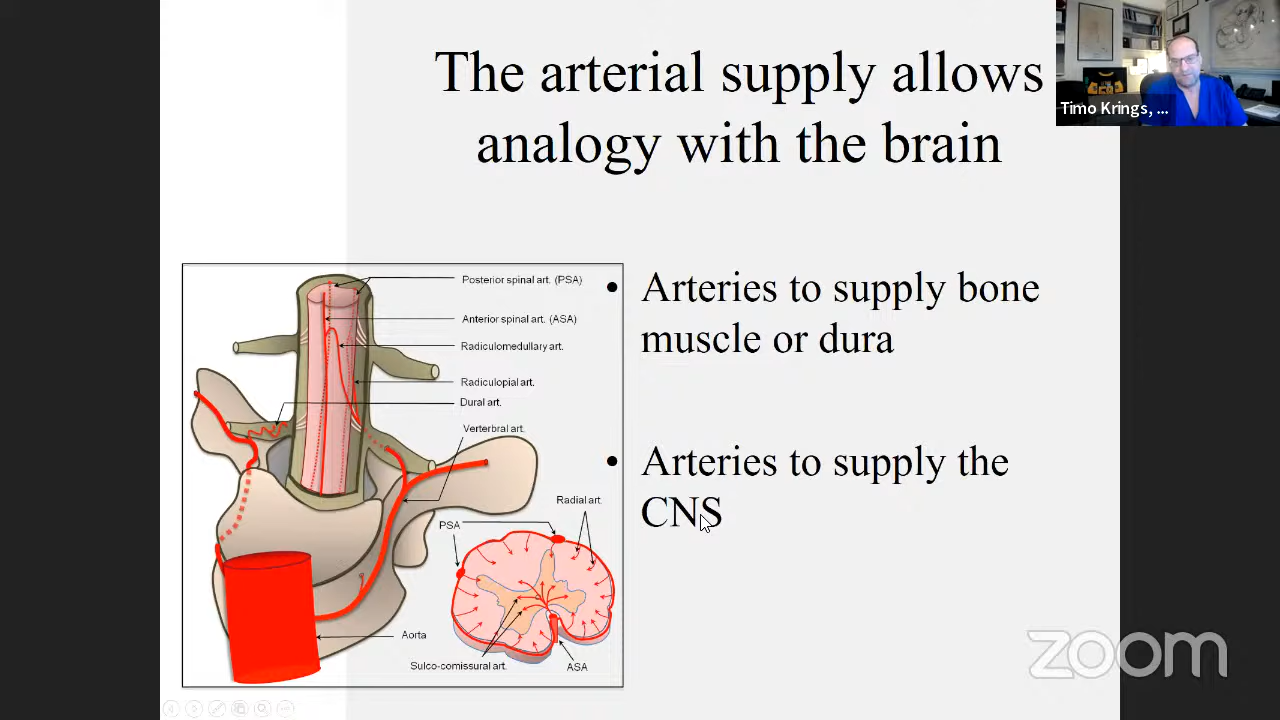 The arterial supply allows
analogy with the brain
Timo Krings, ...
Posterior spinal art. (PSA)
Anterior spinal art. (ASA)
Radiculomedullary art.
Radiculopial art.
Dural art.
Vertebral art.
Radial art.
PSA
Aorta
Sulco-comissural art.
ASA
• Arteries to supply bone
muscle or dura
• Arteries to supply the
CNS
zoom